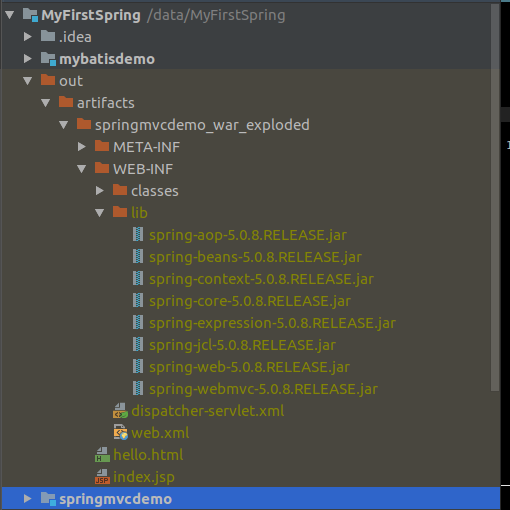 MyFirstSpring /data/MyFirstSpring
.idea
mybatisdemo
out
artifacts
springmvcdemo_war_exploded
META-INF
WEB-INF
classes
lib
spring-aop-5.0.8.RELEASE.jar
spring-beans-5.0.8.RELEASE.jar
spring-context-5.0.8.RELEASE.jar
spring-core-5.0.8.RELEASE.jar
spring-expression-5.0.8.RELEASE.jar
spring-jcl-5.0.8.RELEASE.jar
spring-web-5.0.8.RELEASE.jar
spring-webmvc-5.0.8.RELEASE.jar
dispatcher-servlet.xml
web.xml
hello.html
index.jsp
springmvcdemo